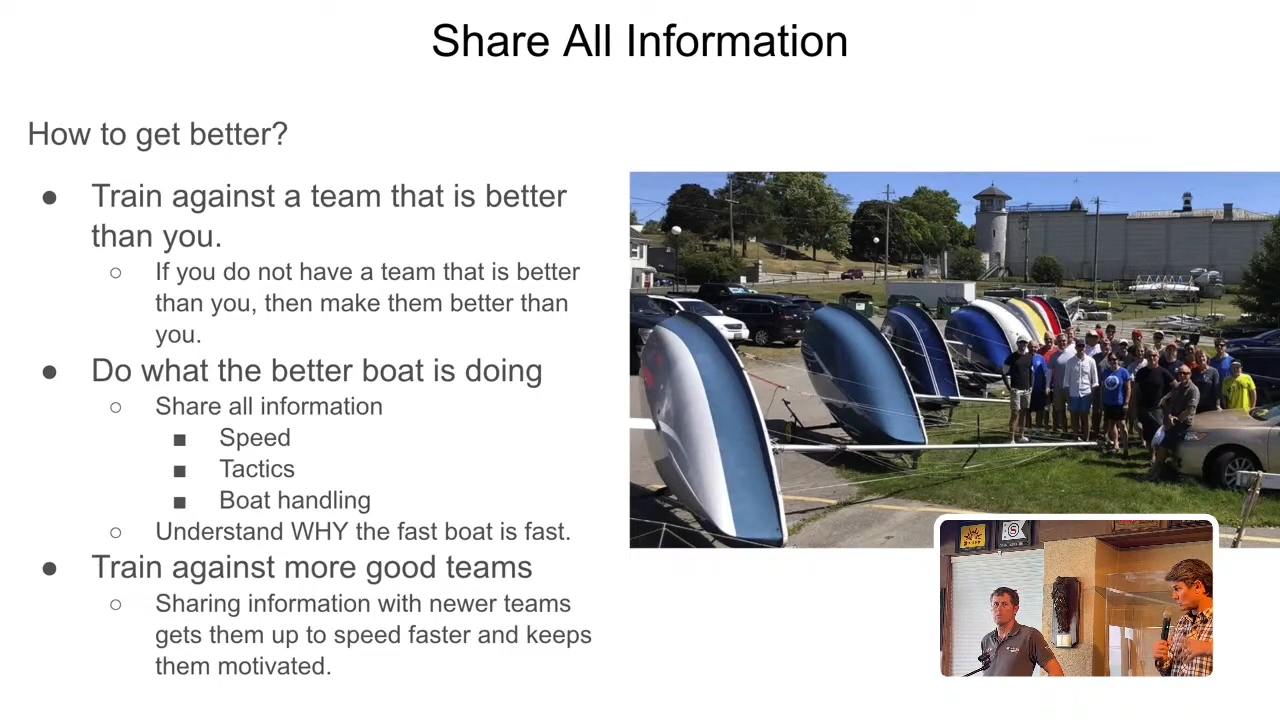 Share All Information
How to get better?
● Train against a team that is better
than you.
○ If you do not have a team that is better
than you, then make them better than
you.
● Do what the better boat is doing
○ Share all information
■ Speed
■ Tactics
■ Boat handling
○ Understand WHY the fast boat is fast.
● Train against more good teams
○ Sharing information with newer teams
gets them up to speed faster and keeps
them motivated.